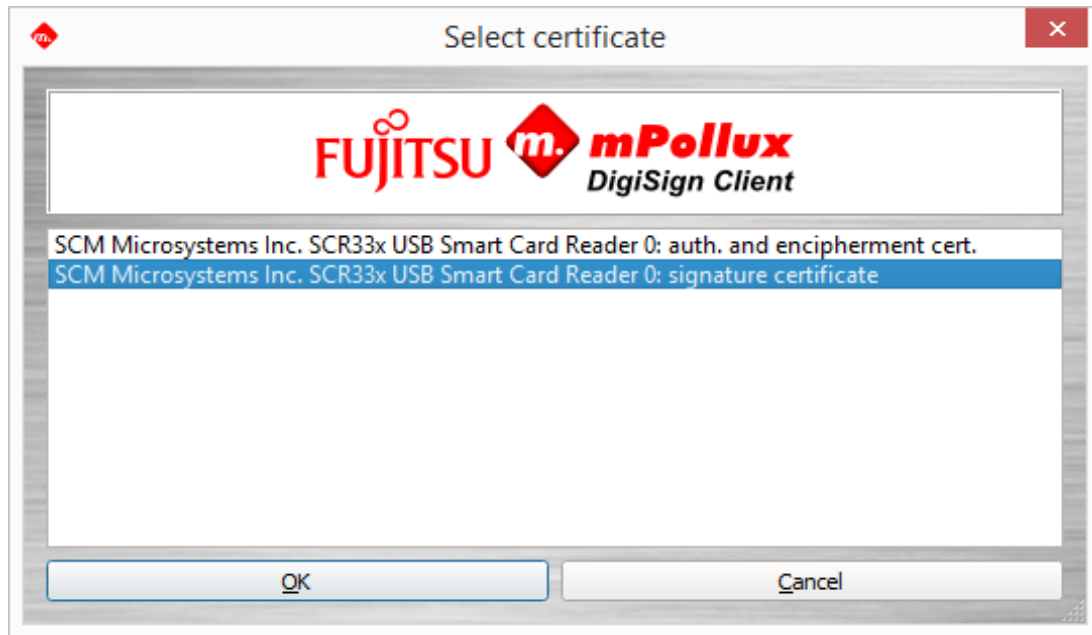 m.
Select certificate
FUJITSU m. mPollux
DigiSign Client
SCM Microsystems Inc. SCR33x USB Smart Card Reader 0: auth. and encipherment cert.
SCM Microsystems Inc. SCR33x USB Smart Card Reader 0: signature certificate
OK
Cancel